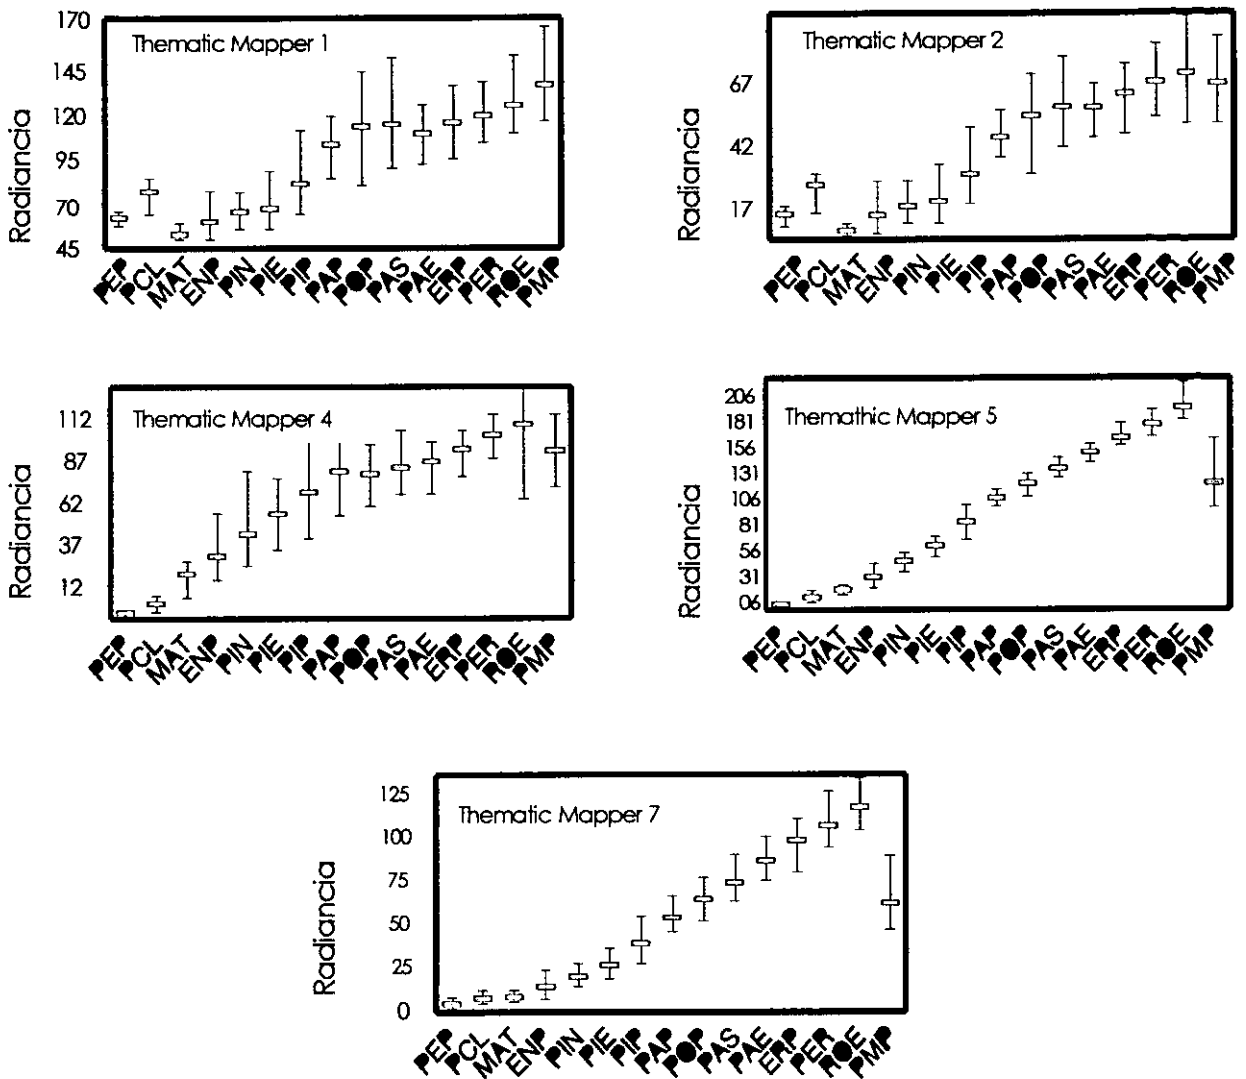 Thematic Mapper 1
Radiancia
170
145
120
95
70
45
PEP PCL MAT ENP PIN PIE PIP PAP POP PAS PAE ERP PER ROE PMP
Thematic Mapper 2
Radiancia
67
42
17
PEP PCL MAT ENP PIN PIE PIP PAP POP PAS PAE ERP PER ROE PMP
Thematic Mapper 4
Radiancia
112
87
62
37
12
PEP PCL MAT ENP PIN PIE PIP PAP POP PAS PAE ERP PER ROE PMP
Themathic Mapper 5
Radiancia
206
181
156
131
106
81
56
31
06
PEP PCL MAT ENP PIN PIE PIP PAP POP PAS PAE ERP PER ROE PMP
Thematic Mapper 7
Radiancia
125
100
75
50
25
0
PEP PCL MAT ENP PIN PIE PIP PAP POP PAS PAE ERP PER ROE PMP